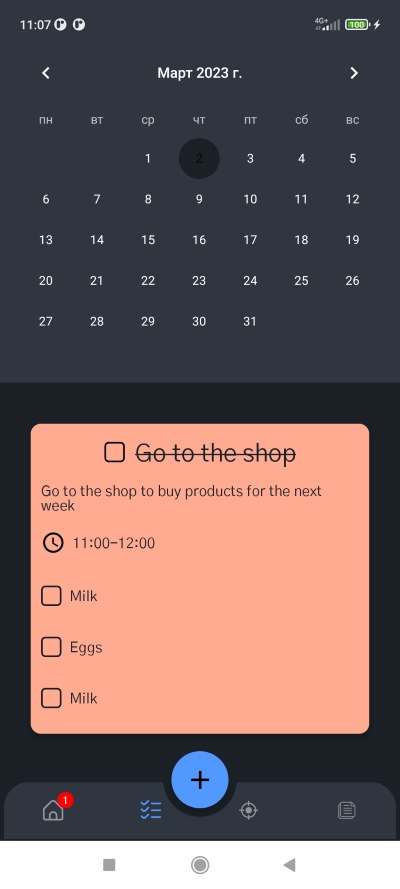 11:07
4G+
100
Март 2023 г.
пн вт ср чт пт сб вс
1 2 3 4 5
6 7 8 9 10 11 12
13 14 15 16 17 18 19
20 21 22 23 24 25 26
27 28 29 30 31
Go to the shop
Go to the shop to buy products for the next
week
11:00-12:00
Milk
Eggs
Milk
1